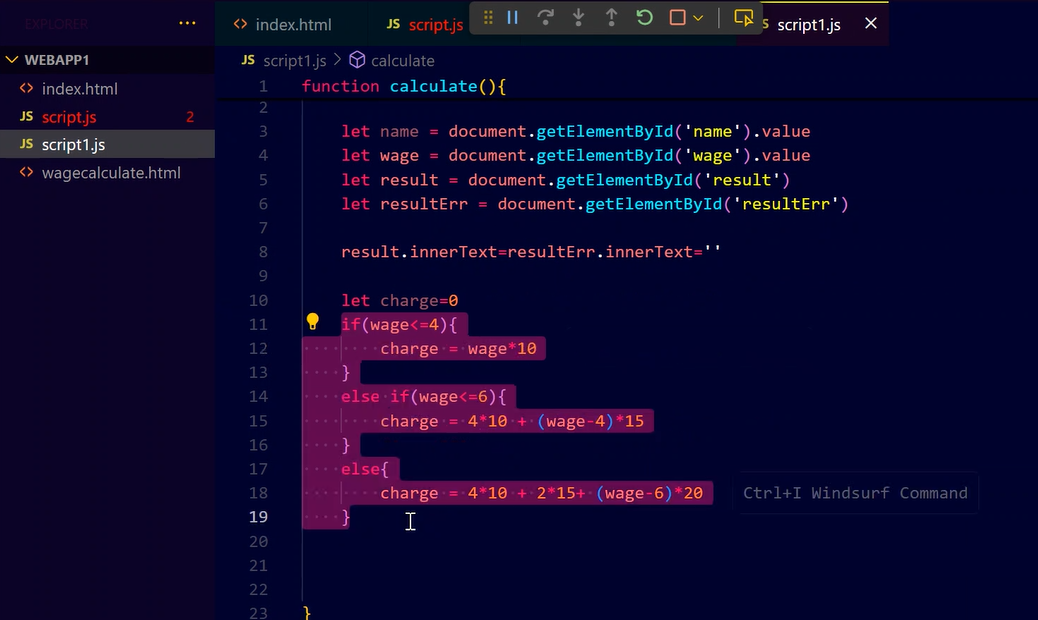 EXPLORER
index.html
JS script.js
S script1.js
WEBAPP1
index.html
JS script.js 2
JS script1.js
wagecalculate.html
JS script1.js > calculate
1 function calculate(){
2
3 let name = document.getElementById('name').value
4 let wage = document.getElementById('wage').value
5 let result = document.getElementById('result')
6 let resultErr = document.getElementById('resultErr')
7
8 result.innerText=resultErr.innerText=''
9
10 let charge=0
11 if(wage<=4){
12 charge = wage*10
13 }
14 else if(wage<=6){
15 charge = 4*10 + (wage-4)*15
16 }
17 else{
18 charge = 4*10 + 2*15+ (wage-6)*20 Ctrl+I Windsurf Command
19 }
20
21
22
23 }